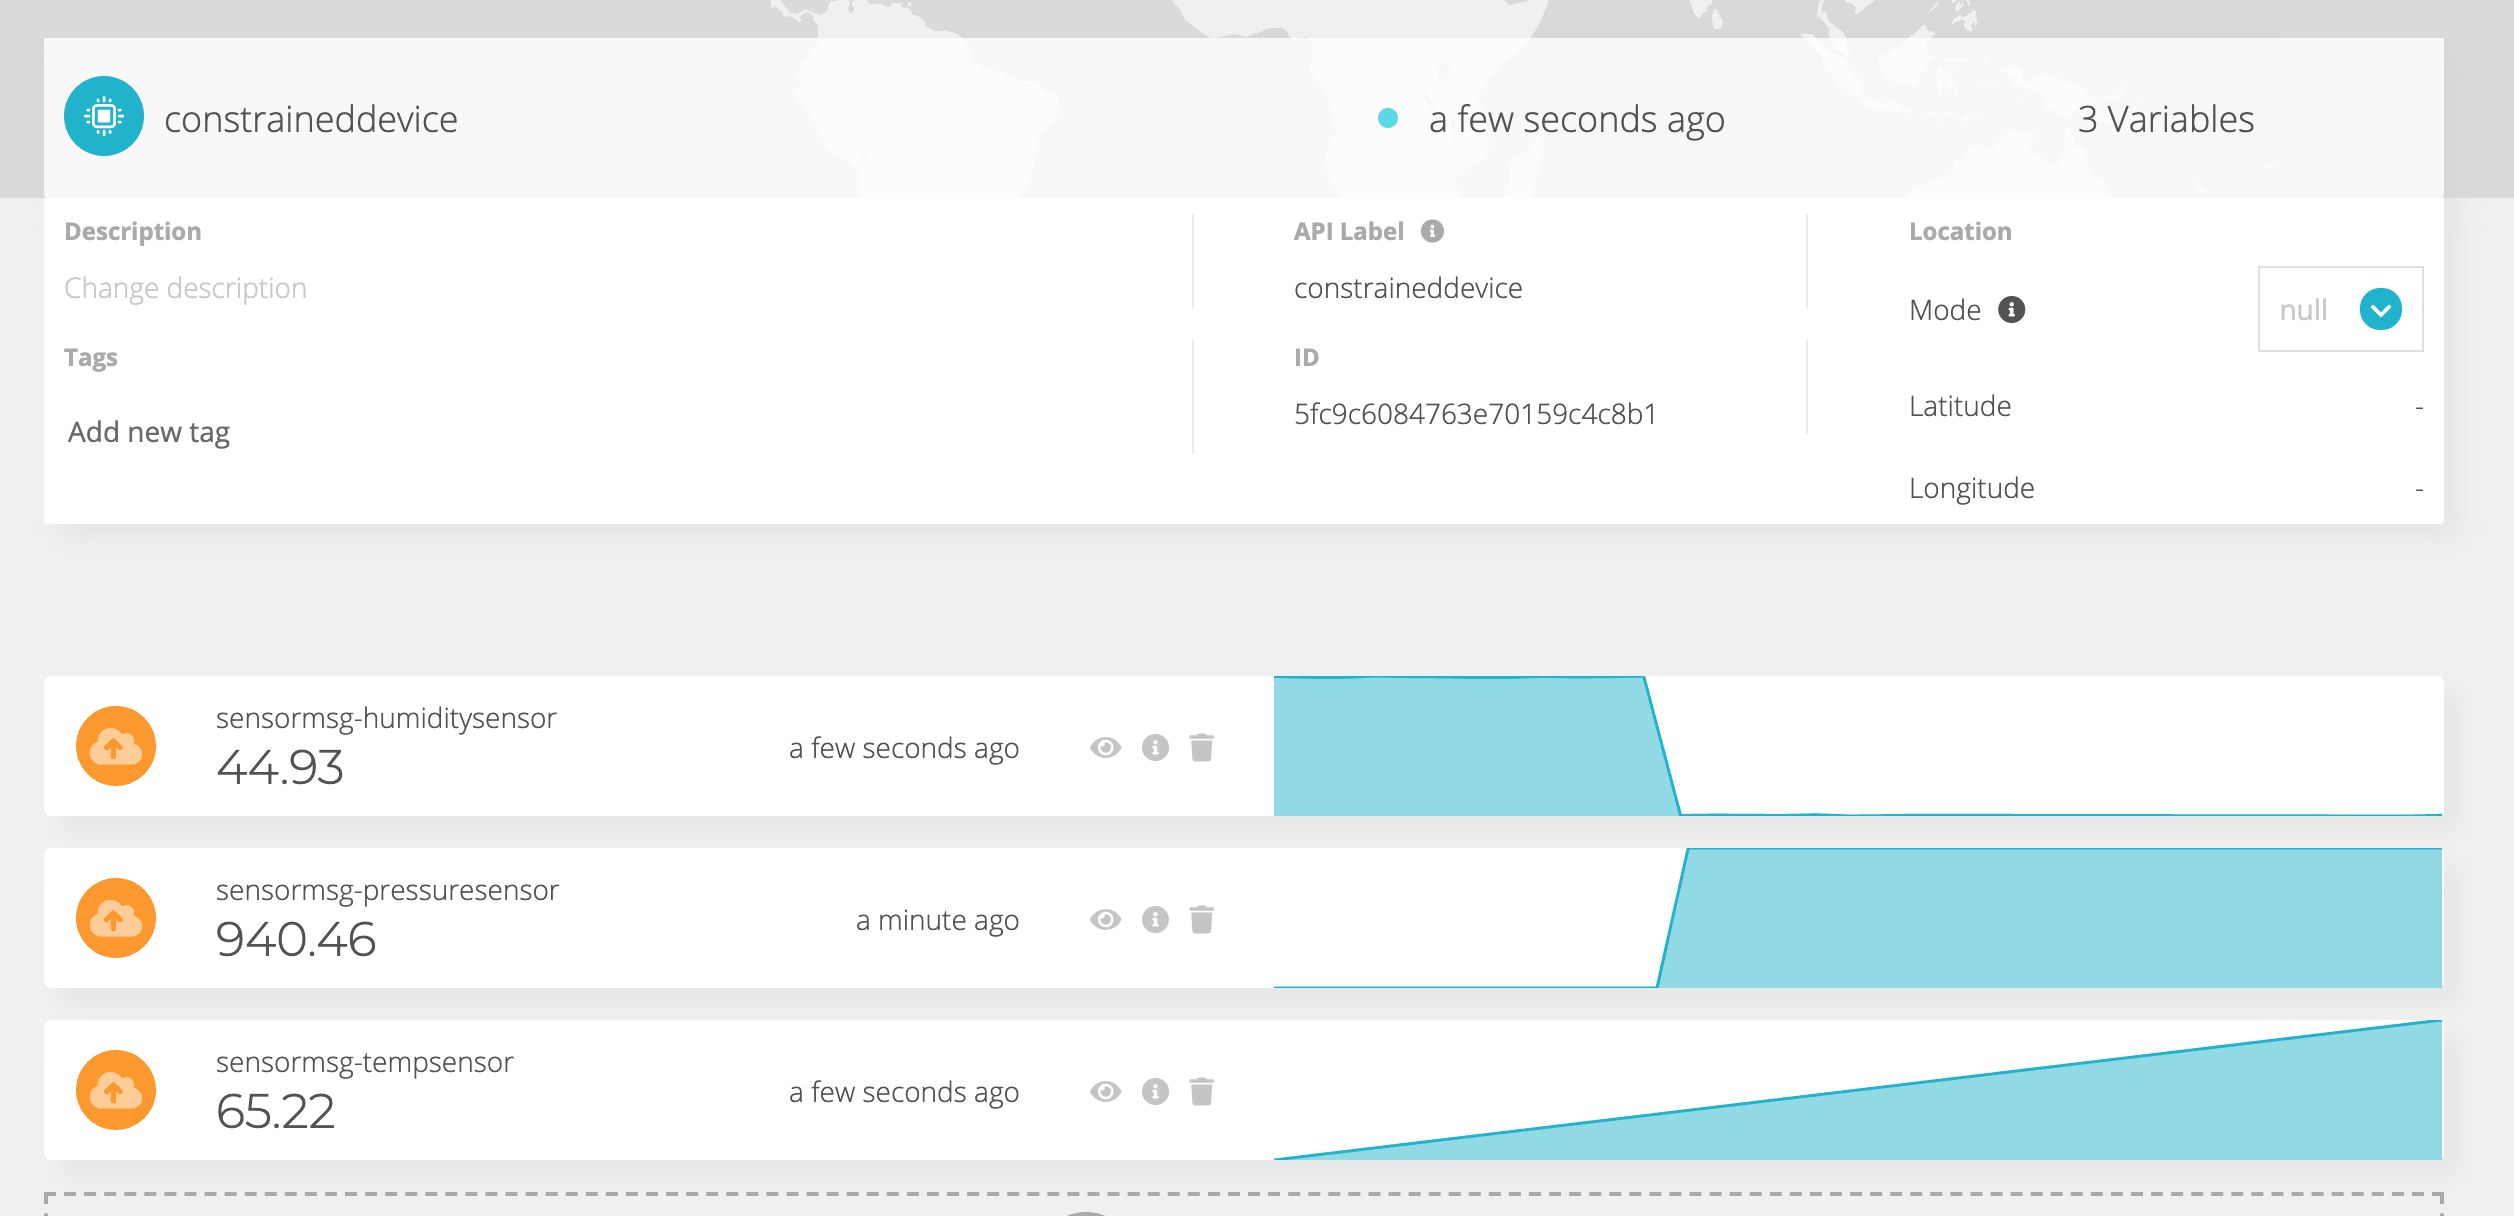 constraineddevice
a few seconds ago
3 Variables
Description
Change description
API Label
constraineddevice
Location
Mode
null
Tags
Add new tag
ID
5fc9c6084763e70159c4c8b1
Latitude
-
Longitude
-
sensormsg-humiditysensor
44.93
a few seconds ago
sensormsg-pressuresensor
940.46
a minute ago
sensormsg-tempsensor
65.22
a few seconds ago